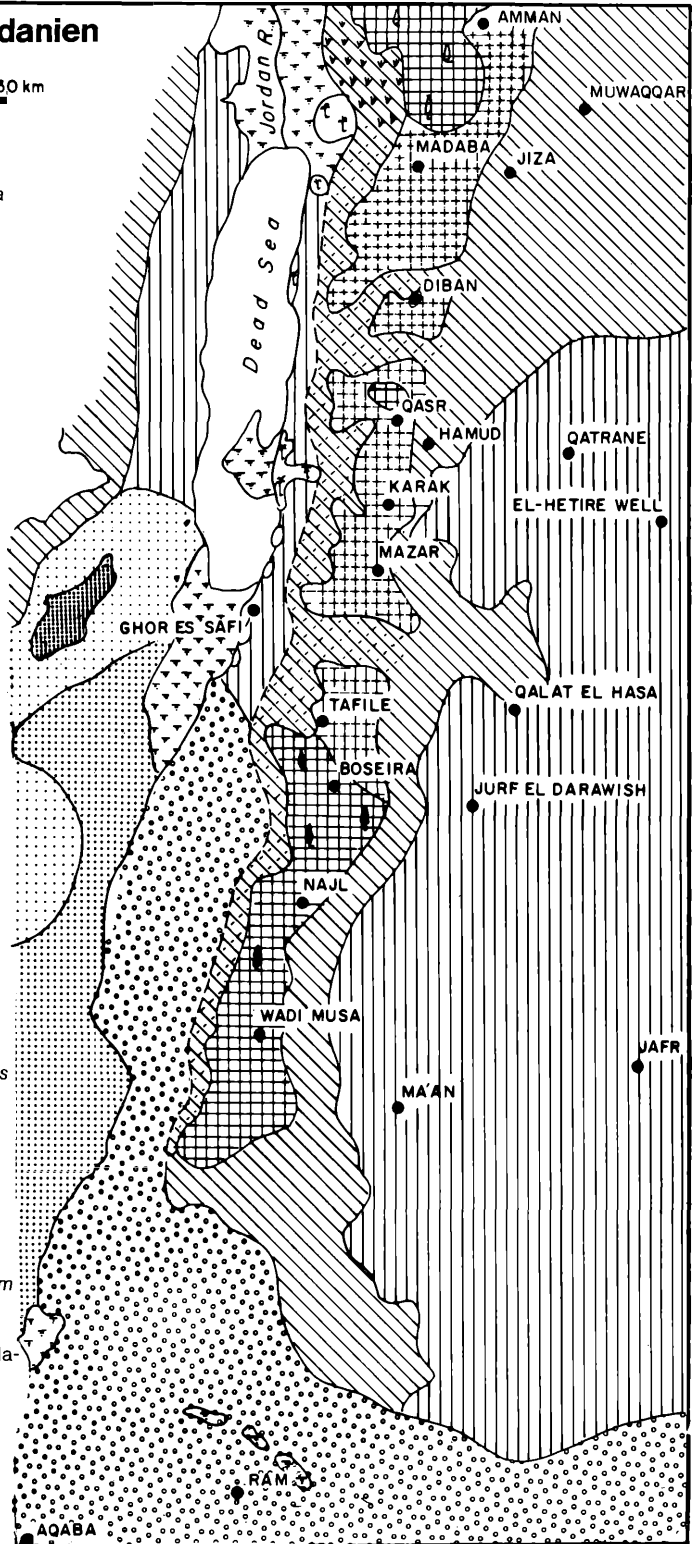 danien
30 km
a
Jordan R.
AMMAN
MUWAQQAR
MADABA
JIZA
Dead Sea
DIBAN
QASR
HAMUD
QATRANE
KARAK
EL-HETIRE WELL
MAZAR
GHOR ES SAFI
QALAT EL HASA
TAFILE
BOSEIRA
JURF EL DARAWISH
NAJL
WADI MUSA
JAFR
s
MA'AN
m
la-
RAM
AQABA